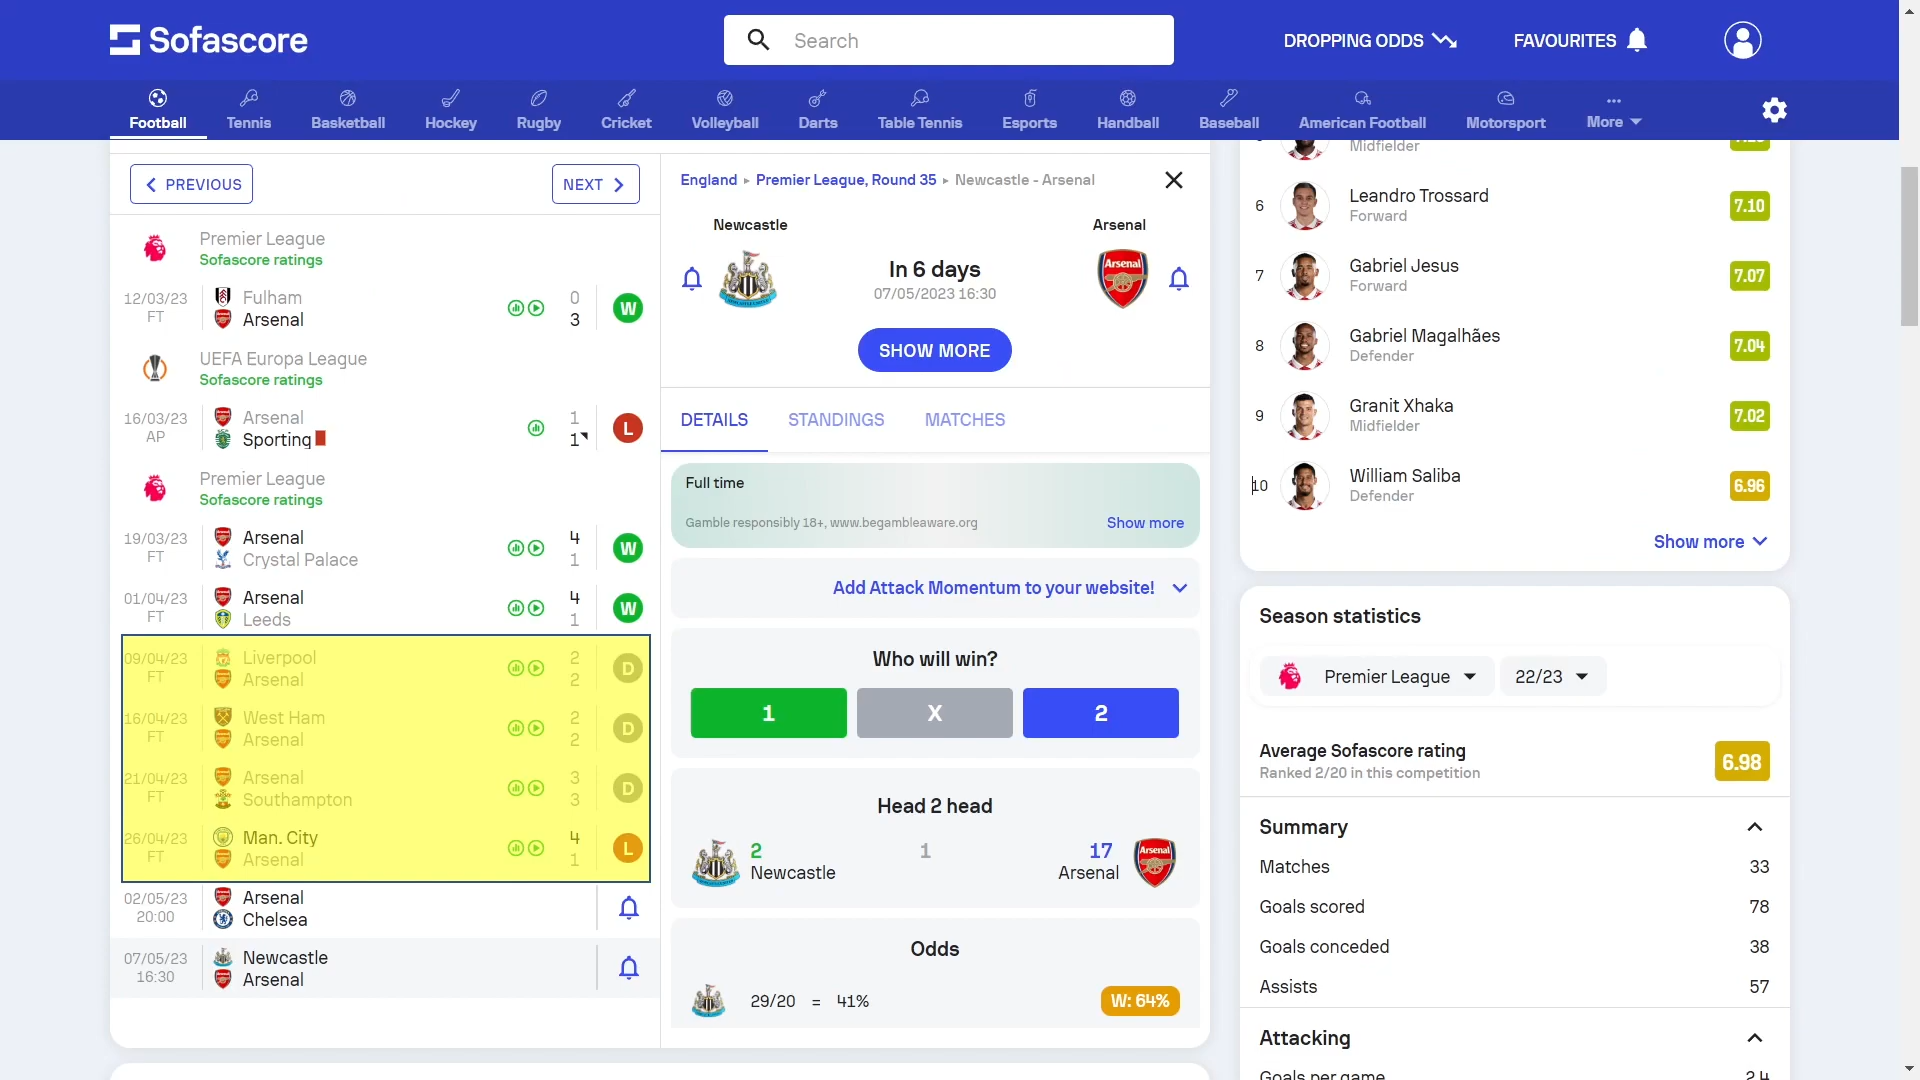 Sofascore
Search
DROPPING ODDS
FAVOURITES
Football
Tennis
Basketball
Hockey
Rugby
Cricket
Volleyball
Darts
Table Tennis
Esports
Handball
Baseball
American Football
Motorsport
More
PREVIOUS
NEXT
Premier League
Sofascore ratings
12/03/23
FT
Fulham
Arsenal
0
3
W
UEFA Europa League
Sofascore ratings
16/03/23
AP
Arsenal
Sporting
1
1
L
Premier League
Sofascore ratings
19/03/23
FT
Arsenal
Crystal Palace
4
1
W
01/04/23
FT
Arsenal
Leeds
4
1
W
09/04/23
FT
Liverpool
Arsenal
2
2
D
16/04/23
FT
West Ham
Arsenal
2
2
D
21/04/23
FT
Arsenal
Southampton
3
3
D
26/04/23
FT
Man. City
Arsenal
4
1
L
02/05/23
20:00
Arsenal
Chelsea
07/05/23
16:30
Newcastle
Arsenal
England ▸ Premier League, Round 35 ▸ Newcastle - Arsenal
Newcastle
Arsenal
Arsenal
In 6 days
07/05/2023 16:30
SHOW MORE
DETAILS
STANDINGS
MATCHES
Full time
Gamble responsibly 18+, www.begambleaware.org
Show more
Add Attack Momentum to your website!
Who will win?
1
X
2
Head 2 head
2
Newcastle
1
17
Arsenal
Arsenal
Odds
29/20 = 41%
W: 64%
Midfielder
6
Leandro Trossard
Forward
7.10
7
Gabriel Jesus
Forward
7.07
8
Gabriel Magalhães
Defender
7.04
9
Granit Xhaka
Midfielder
7.02
10
William Saliba
Defender
6.96
Show more
Season statistics
Premier League
22/23
Average Sofascore rating
Ranked 2/20 in this competition
6.98
Summary
Matches 33
Goals scored 78
Goals conceded 38
Assists 57
Attacking
Goals per game 2.4